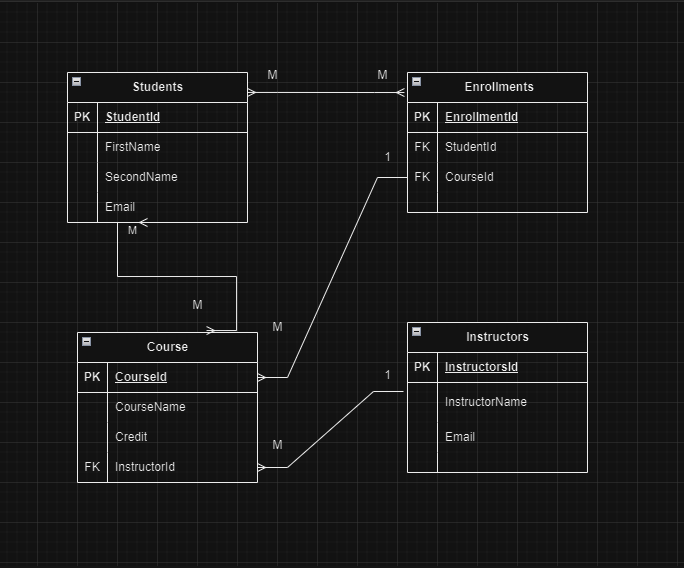 M
M
Students
PK StudentId
FirstName
SecondName
Email
Enrollments
PK EnrollmentId
FK StudentId
FK CourseId
1
M
M
M
Course
PK CourseId
CourseName
Credit
FK InstructorId
1
M
Instructors
PK InstructorsId
InstructorName
Email